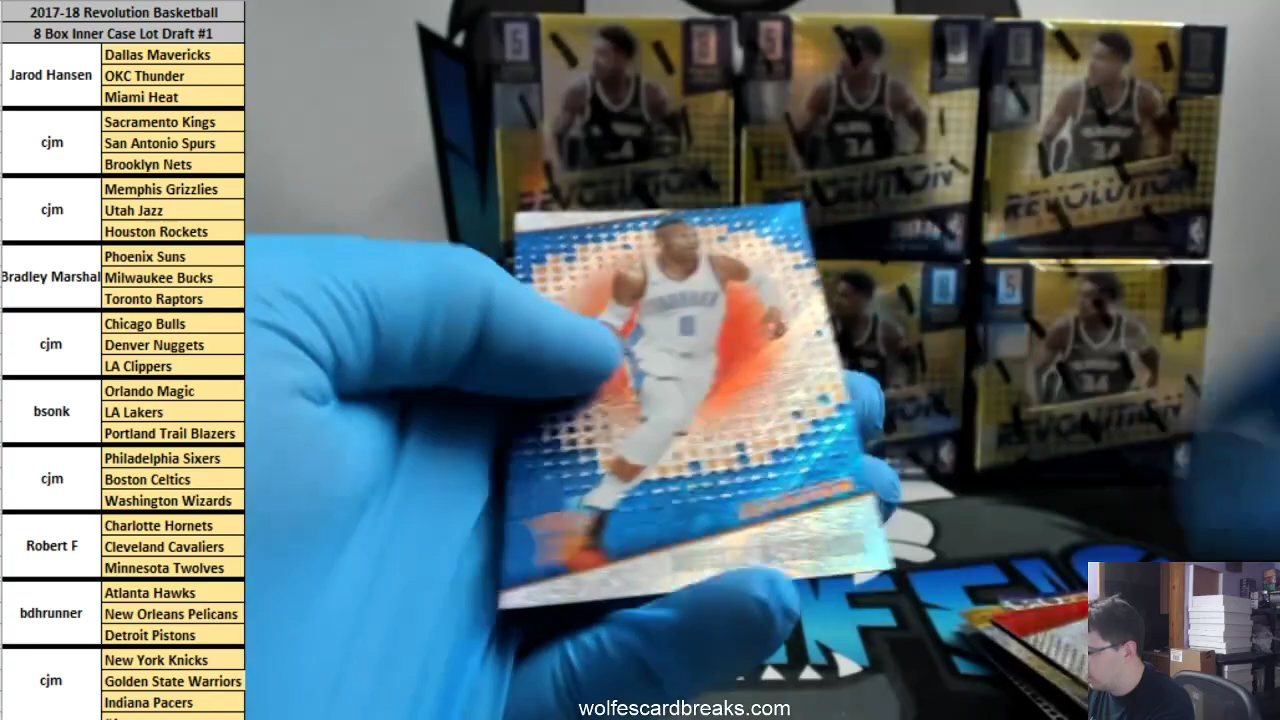 2017-18 Revolution Basketball
8 Box Inner Case Lot Draft #1
Jarod Hansen
Dallas Mavericks
OKC Thunder
Miami Heat
cjm
Sacramento Kings
San Antonio Spurs
Brooklyn Nets
cjm
Memphis Grizzlies
Utah Jazz
Houston Rockets
Bradley Marshal
Phoenix Suns
Milwaukee Bucks
Toronto Raptors
cjm
Chicago Bulls
Denver Nuggets
LA Clippers
bsonk
Orlando Magic
LA Lakers
Portland Trail Blazers
cjm
Philadelphia Sixers
Boston Celtics
Washington Wizards
Robert F
Charlotte Hornets
Cleveland Cavaliers
Minnesota Twolves
bdhrunner
Atlanta Hawks
New Orleans Pelicans
Detroit Pistons
cjm
New York Knicks
Golden State Warriors
Indiana Pacers
REVOLUTION
REVOLUTION
REVOLUTION
REVOLUTION
THUNDER
wolfescardbreaks.com